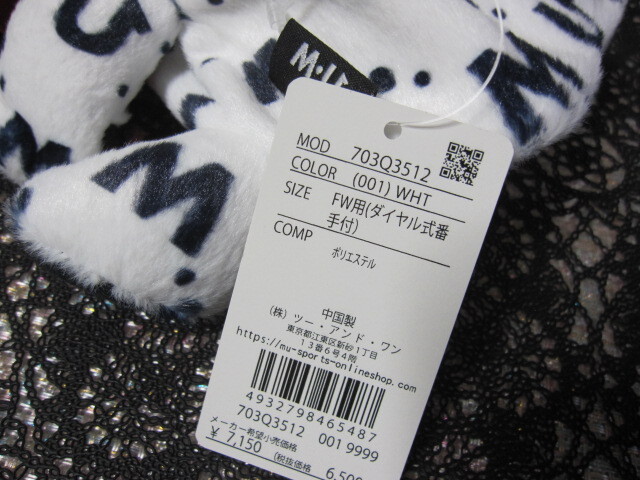 M･U
M
G
M
MOD 703Q3512
COLOR (001) WHT
SIZE FW用(ダイヤル式番
手付)
COMP ポリエステル
中国製
(株) ツー・アンド・ワン
東京都江東区新砂1丁目
13番6号4階
https://mu-sports-onlineshop.com
4932798465487
703Q3512 001 9999
メーカー希望小売価格
¥ 7,150 (税抜価格